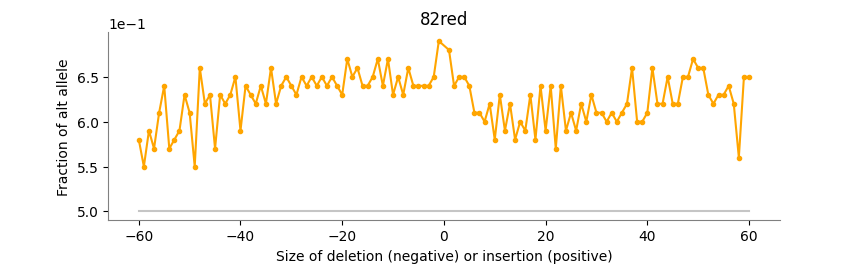 82red
1e−1
Fraction of alt allele
6.5
6.0
5.5
5.0
−60
−40
−20
0
20
40
60
Size of deletion (negative) or insertion (positive)